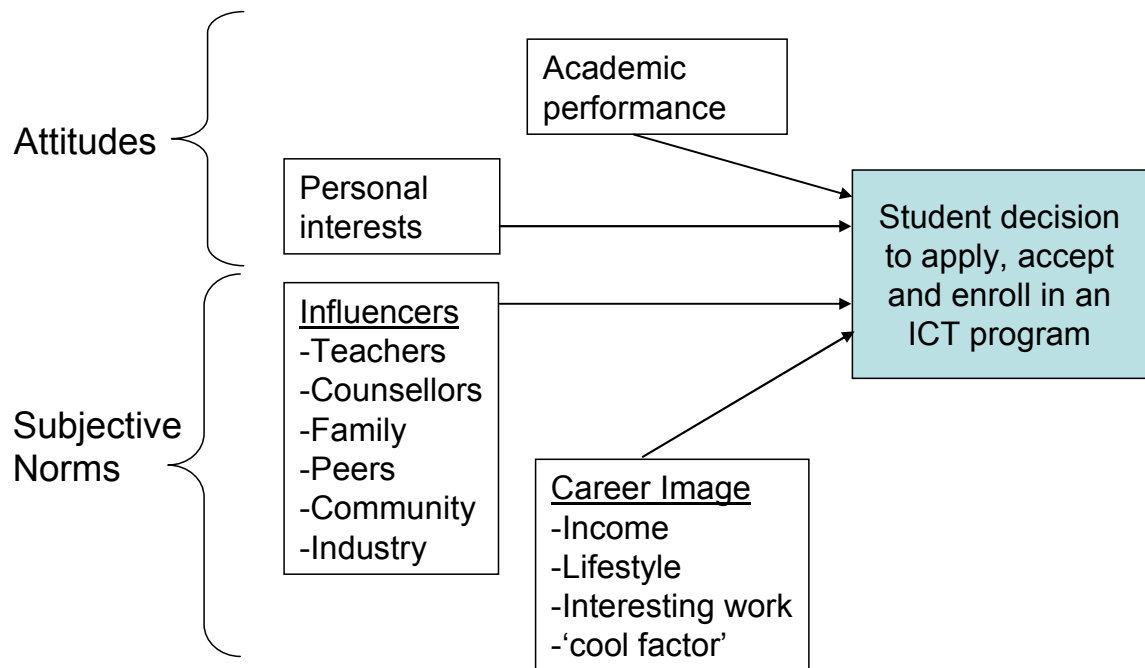 Attitudes
Academic
performance
Personal
interests
Student decision
to apply, accept
and enroll in an
ICT program
Subjective
Norms
Influencers
-Teachers
-Counsellors
-Family
-Peers
-Community
-Industry
Career Image
-Income
-Lifestyle
-Interesting work
-‘cool factor’